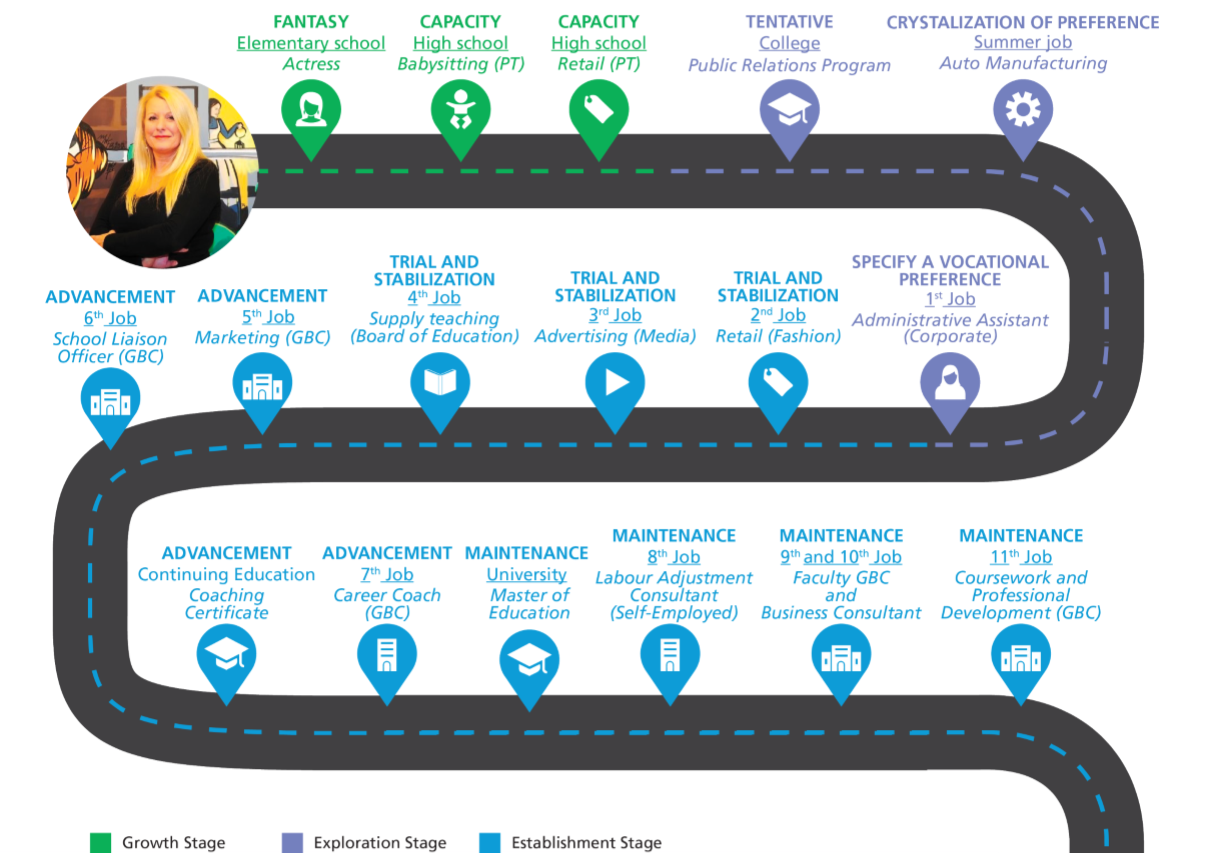 FANTASY
Elementary school
Actress
CAPACITY
High school
Babysitting (PT)
CAPACITY
High school
Retail (PT)
TENTATIVE
College
Public Relations Program
CRYSTALIZATION OF PREFERENCE
Summer job
Auto Manufacturing
SPECIFY A VOCATIONAL
PREFERENCE
1st Job
Administrative Assistant
(Corporate)
TRIAL AND
STABILIZATION
2nd Job
Retail (Fashion)
TRIAL AND
STABILIZATION
3rd Job
Advertising (Media)
TRIAL AND
STABILIZATION
4th Job
Supply teaching
(Board of Education)
ADVANCEMENT
5th Job
Marketing (GBC)
ADVANCEMENT
6th Job
School Liaison
Officer (GBC)
ADVANCEMENT
Continuing Education
Coaching
Certificate
ADVANCEMENT
7th Job
Career Coach
(GBC)
MAINTENANCE
University
Master of
Education
MAINTENANCE
8th Job
Labour Adjustment
Consultant
(Self-Employed)
MAINTENANCE
9th and 10th Job
Faculty GBC
and
Business Consultant
MAINTENANCE
11th Job
Coursework and
Professional
Development (GBC)
Growth Stage
Exploration Stage
Establishment Stage